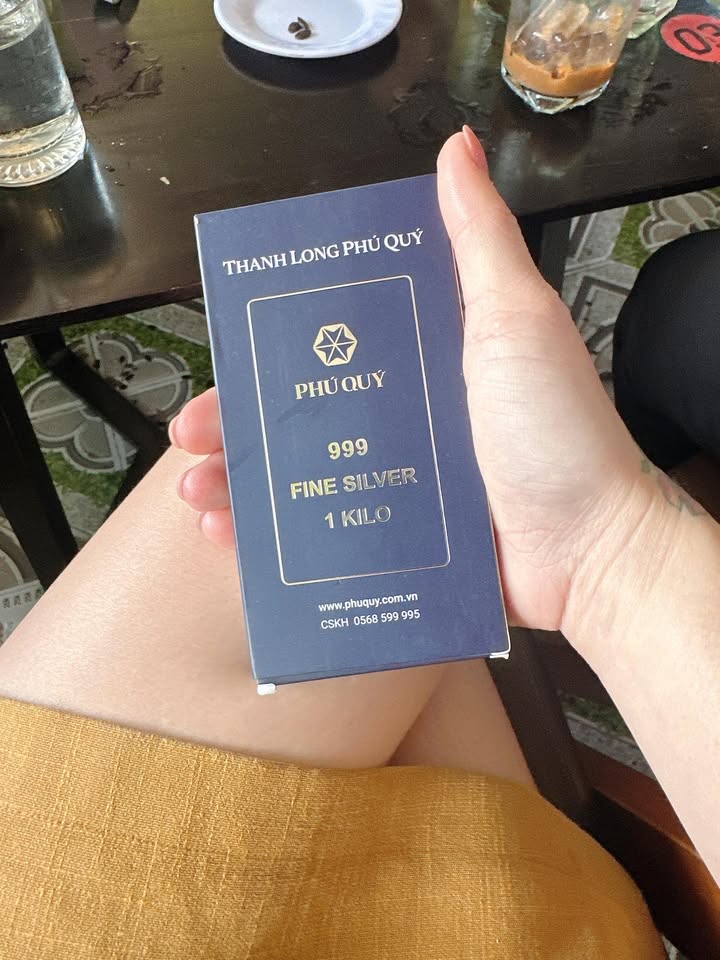 THANH LONG PHÚ QUÝ
PHÚ QUÝ
999
FINE SILVER
1 KILO
www.phuquy.com.vn
CSKH 0568 599 995
03